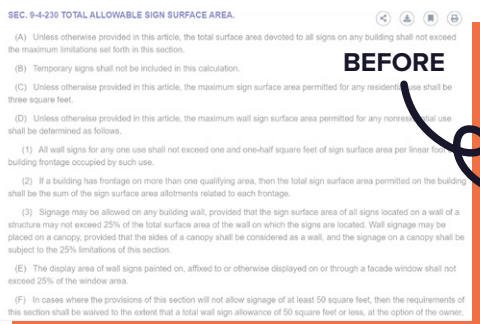 SEC. 9-4-230 TOTAL ALLOWABLE SIGN SURFACE AREA.
(A) Unless otherwise provided in this article, the total surface area devoted to all signs on any building shall not exceed
the maximum limitations set forth in this section.
BEFORE
(B) Temporary signs shall not be included in this calculation.
(C) Unless otherwise provided in this article, the maximum sign surface area permitted for any residential use shall be
three square feet.
(D) Unless otherwise provided in this article, the maximum wall sign surface area permitted for any nonresidential use
shall be determined as follows.
(1) All wall signs for any one use shall not exceed one and one-half square feet of sign surface area per linear foot
building frontage occupied by such use.
(2) If a building has frontage on more than one qualifying area, then the total sign surface area permitted on the building
shall be the sum of the sign surface area allotments related to each frontage.
(3) Signage may be allowed on any building wall, provided that the sign surface area of all signs located on a wall of a
structure may not exceed 25% of the total surface area of the wall on which the signs are located. Wall signage may be
placed on a canopy, provided that the sides of a canopy shall be considered as a wall, and the signage on a canopy shall be
subject to the 25% limitations of this section.
(E) The display area of wall signs painted on, affixed to or otherwise displayed on or through a facade window shall not
exceed 25% of the window area.
(F) In cases where the provisions of this section will not allow signage of at least 50 square feet, then the requirements of
this section shall be waived to the extent that a total wall sign allowance of 50 square feet or less, at the option of the owner,